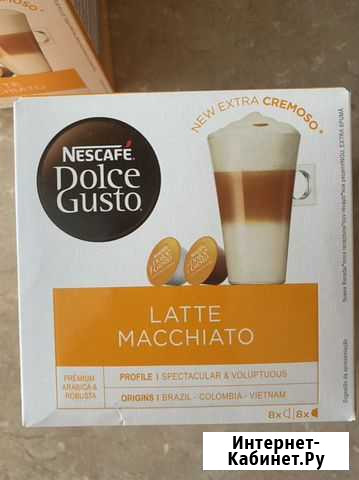 MACCHIATO
NEW EXTRA CREMOSO*
NESCAFÉ
Dolce
Gusto
LATTE
MACCHIATO
PREMIUM
ARABICA &
ROBUSTA
PROFILE | SPECTACULAR & VOLUPTUOUS
ORIGINS | BRAZIL - COLOMBIA - VIETNAM
8x 8x
Интернет-
Кабинет.Ру